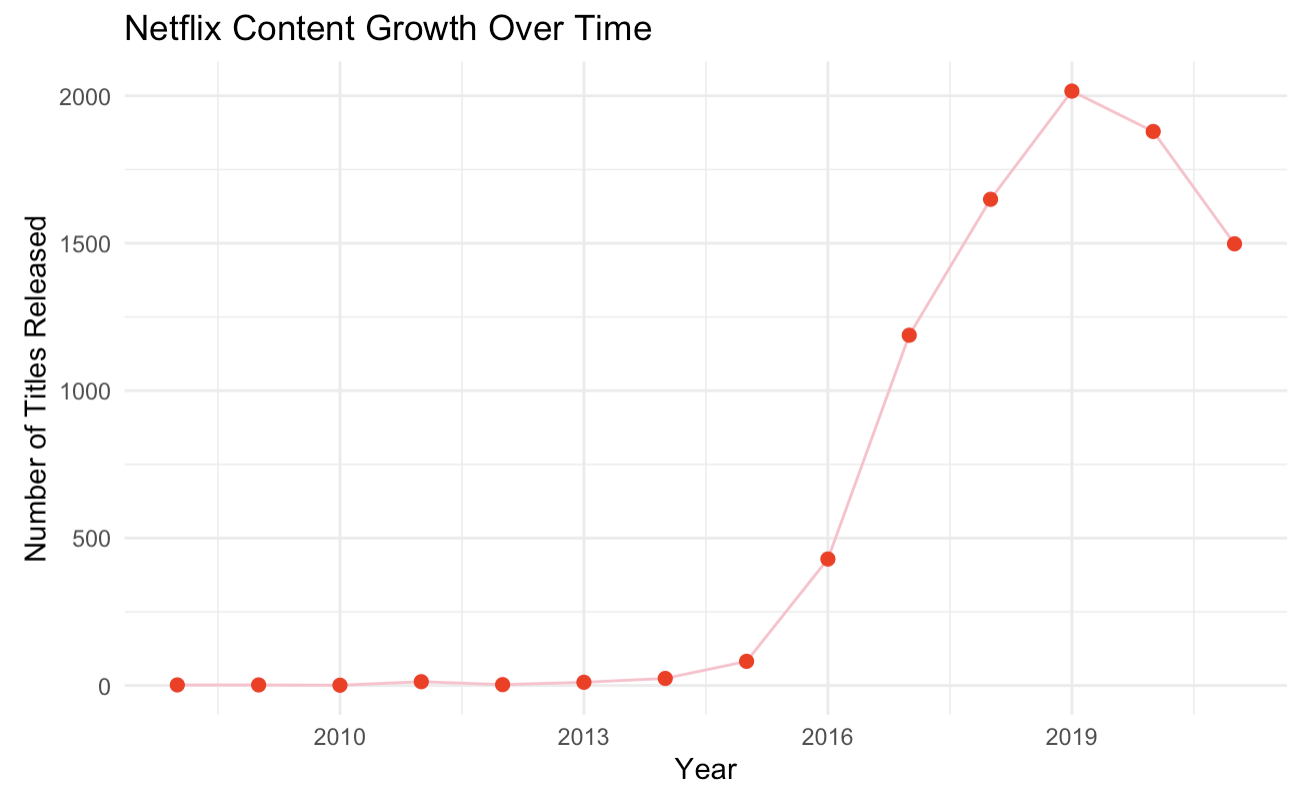 Netflix Content Growth Over Time
Number of Titles Released
2000
1500
1000
500
0
2010 2013 2016 2019
Year